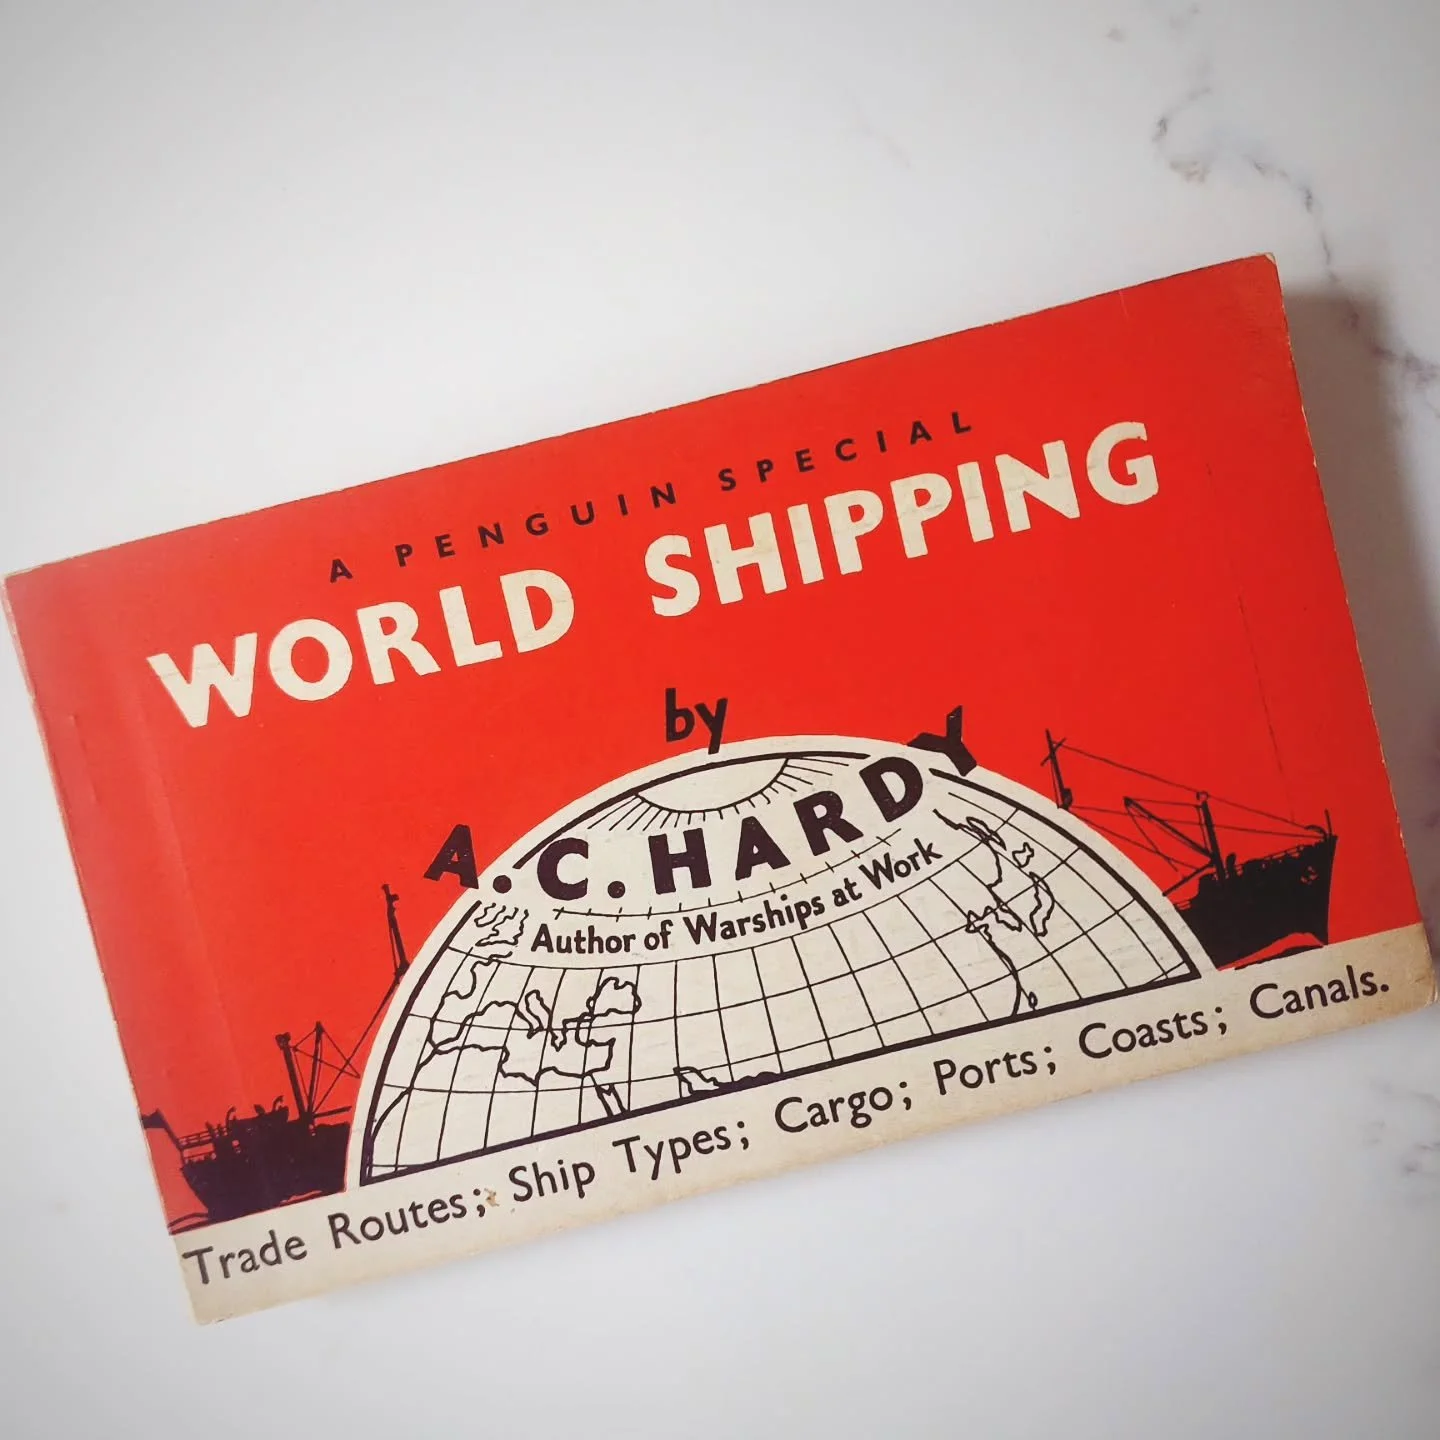 A PENGUIN SPECIAL
WORLD SHIPPING
by
A.C.HARDY
Author of Warships at Work
Trade Routes; Ship Types; Cargo; Ports; Coasts; Canals.